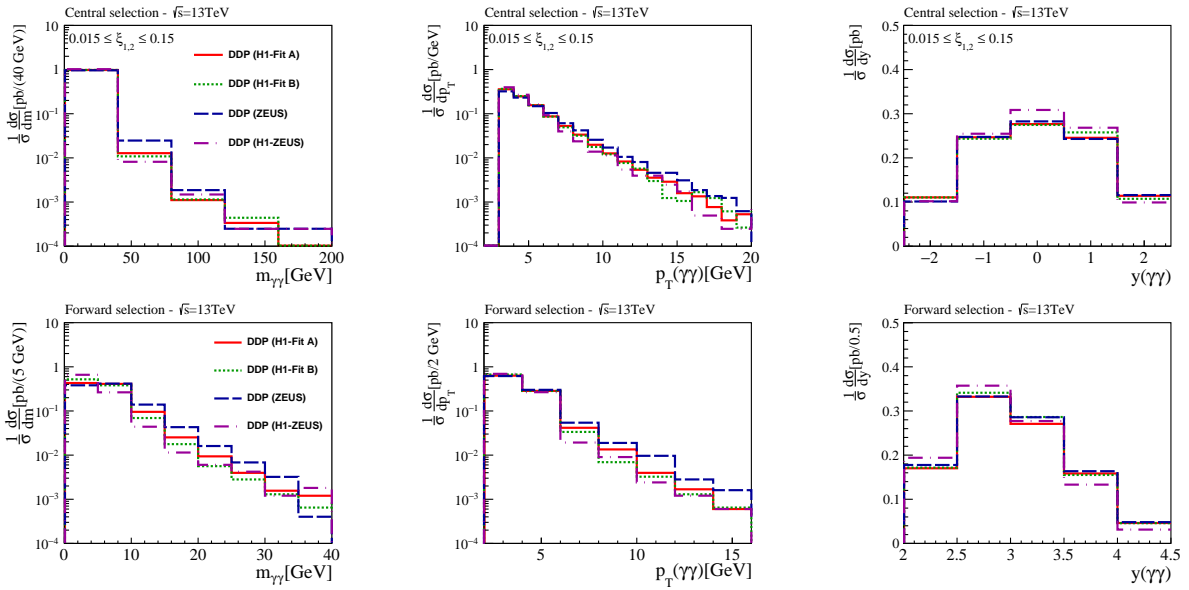 Central selection - √s=13TeV
0.015 ≤ ξ1,2 ≤ 0.15
DDP (H1-Fit A)
DDP (H1-Fit B)
DDP (ZEUS)
DDP (H1-ZEUS)
1/σ dσ/dm [pb/(40 GeV)]
10
1
10−1
10−2
10−3
10−4
0 50 100 150 200
mγγ[GeV]
Central selection - √s=13TeV
0.015 ≤ ξ1,2 ≤ 0.15
1/σ dσ/dpT [pb/GeV]
10
1
10−1
10−2
10−3
10−4
5 10 15 20
pT(γγ)[GeV]
Central selection - √s=13TeV
0.015 ≤ ξ1,2 ≤ 0.15
1/σ dσ/dy [pb]
0.5
0.4
0.3
0.2
0.1
0
−2 −1 0 1 2
y(γγ)
Forward selection - √s=13TeV
DDP (H1-Fit A)
DDP (H1-Fit B)
DDP (ZEUS)
DDP (H1-ZEUS)
1/σ dσ/dm [pb/(5 GeV)]
10
1
10−1
10−2
10−3
10−4
0 10 20 30 40
mγγ[GeV]
Forward selection - √s=13TeV
1/σ dσ/dpT [pb/2 GeV]
10
1
10−1
10−2
10−3
10−4
5 10 15
pT(γγ)[GeV]
Forward selection - √s=13TeV
1/σ dσ/dy [pb/0.5]
0.5
0.4
0.3
0.2
0.1
0
2 2.5 3 3.5 4 4.5
y(γγ)